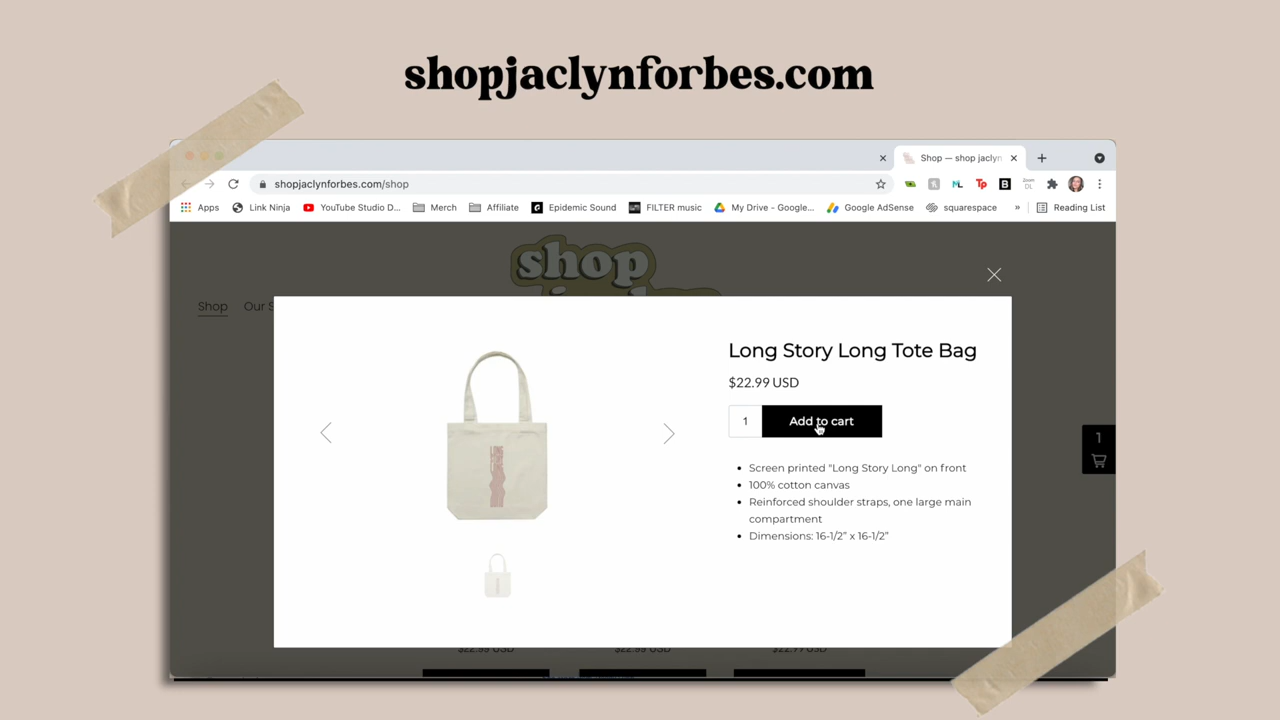 shopjaclynforbes.com
Shop — shop jaclyn
shopjaclynforbes.com/shop
Apps
Link Ninja
YouTube Studio D...
Merch
Affiliate
Epidemic Sound
FILTER music
My Drive - Google...
Google AdSense
squarespace
»
Reading List
shop
Shop
Our S
Long Story Long Tote Bag
$22.99 USD
1
Add to cart
1
• Screen printed "Long Story Long" on front
• 100% cotton canvas
• Reinforced shoulder straps, one large main
compartment
• Dimensions: 16-1/2" x 16-1/2"